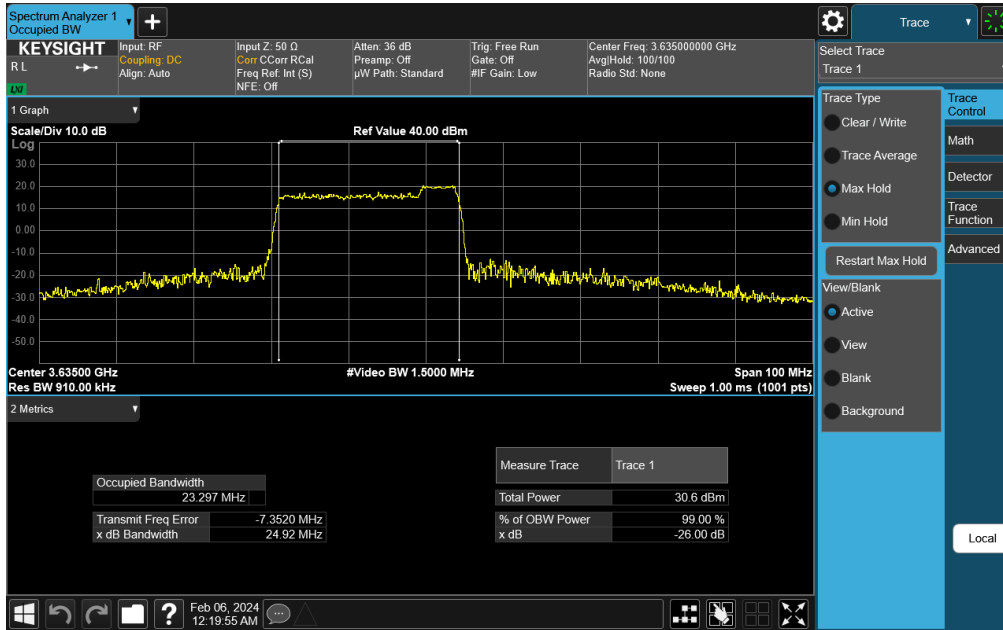 Spectrum Analyzer 1
Occupied BW
KEYSIGHT
R L
LXI
Input: RF
Coupling: DC
Align: Auto
Input Z: 50 Ω
Corr CCorr RCal
Freq Ref: Int (S)
NFE: Off
Atten: 36 dB
Preamp: Off
µW Path: Standard
Trig: Free Run
Gate: Off
#IF Gain: Low
Center Freq: 3.635000000 GHz
Avg|Hold: 100/100
Radio Std: None
1 Graph
Scale/Div 10.0 dB
Ref Value 40.00 dBm
Log
30.0
20.0
10.0
0.00
-10.0
-20.0
-30.0
-40.0
-50.0
Center 3.63500 GHz
#Video BW 1.5000 MHz
Span 100 MHz
Res BW 910.00 kHz
Sweep 1.00 ms (1001 pts)
2 Metrics
Occupied Bandwidth
23.297 MHz
Transmit Freq Error -7.3520 MHz
x dB Bandwidth 24.92 MHz
Measure Trace Trace 1
Total Power 30.6 dBm
% of OBW Power 99.00 %
x dB -26.00 dB
?
Feb 06, 2024
12:19:55 AM
Trace
Select Trace
Trace 1
Trace Type
Clear / Write
Trace Average
Max Hold
Min Hold
Restart Max Hold
View/Blank
Active
View
Blank
Background
Trace
Control
Math
Detector
Trace
Function
Advanced
Local